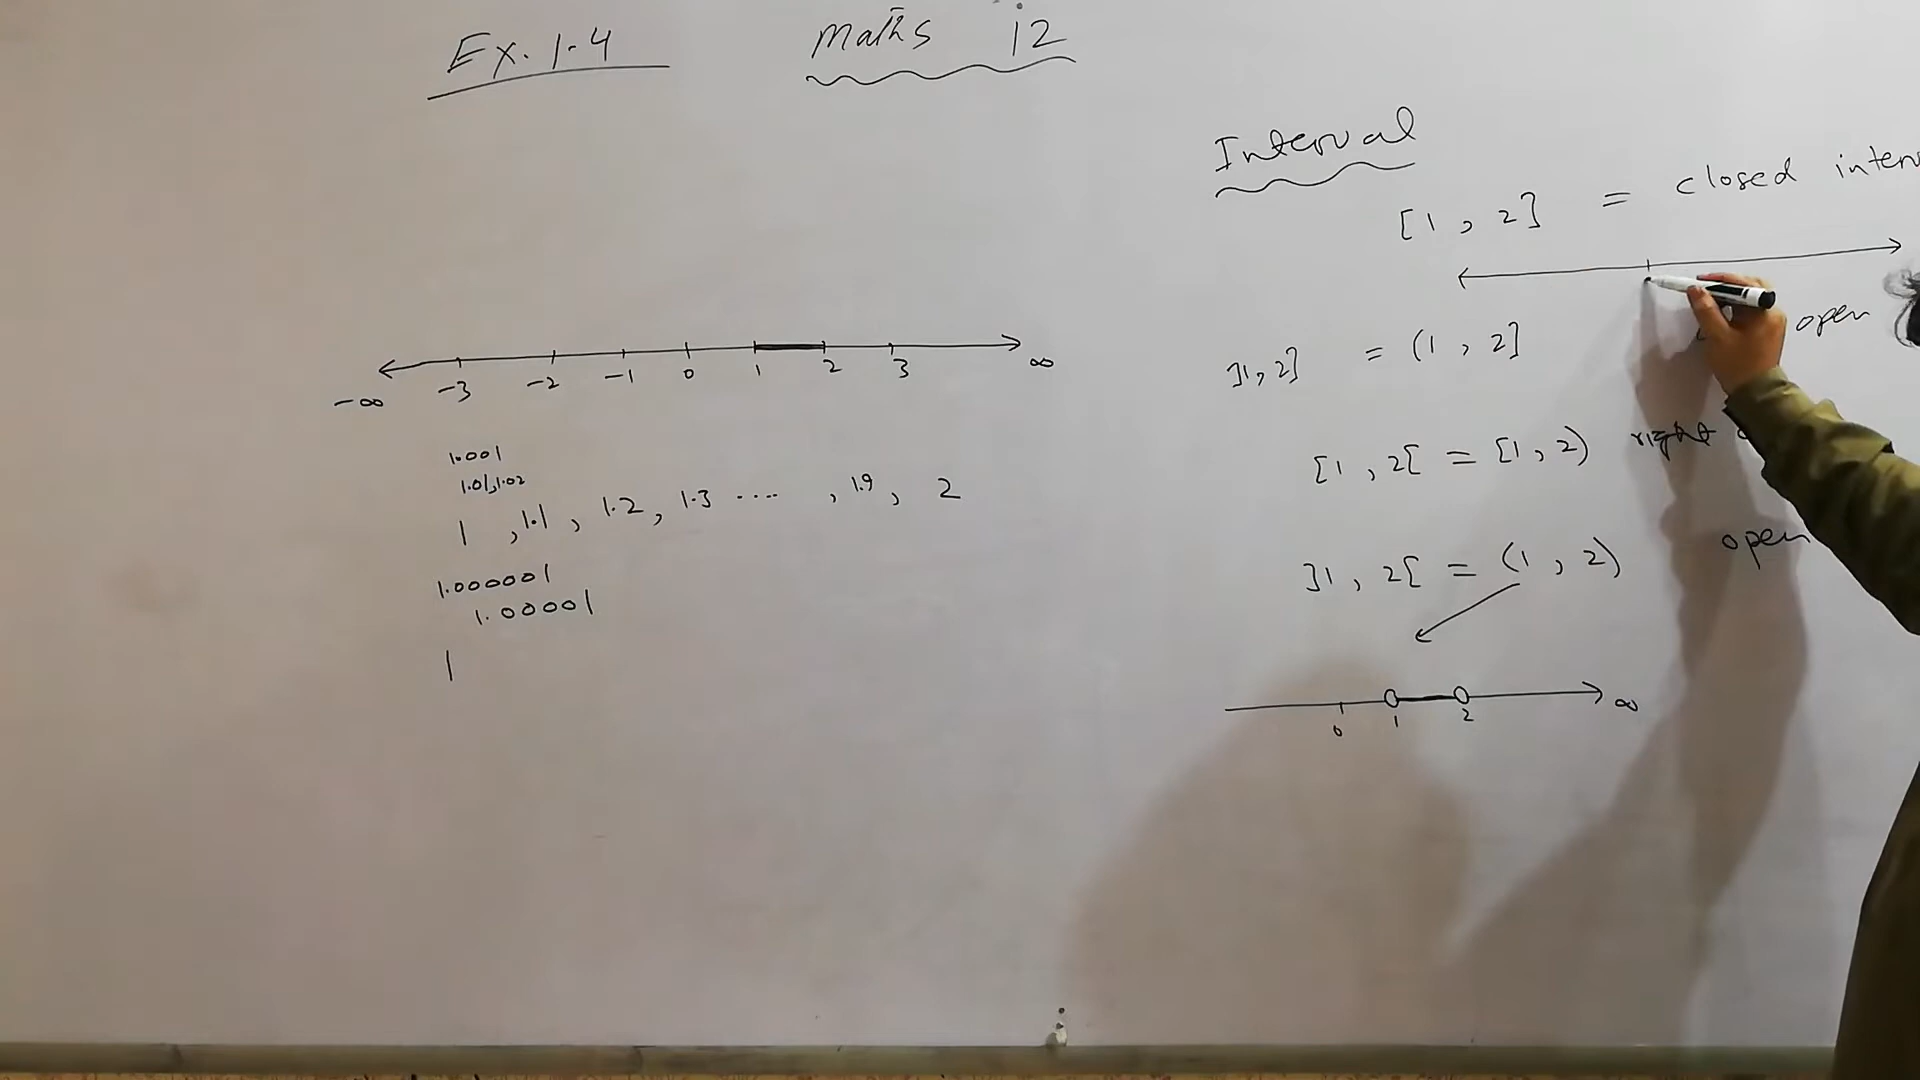 Ex. 1.4
Maths 12
Interval
[1 , 2] = closed
]1, 2] = (1 , 2] open
[1 , 2[ = [1 , 2) right
]1 , 2[ = (1 , 2) open
0 1 2 ∞
-∞ -3 -2 -1 0 1 2 3 ∞
1.001
1.01,1.02
1 , 1.1 , 1.2 , 1.3 .... , 1.9 , 2
1.000001
1.00001
1